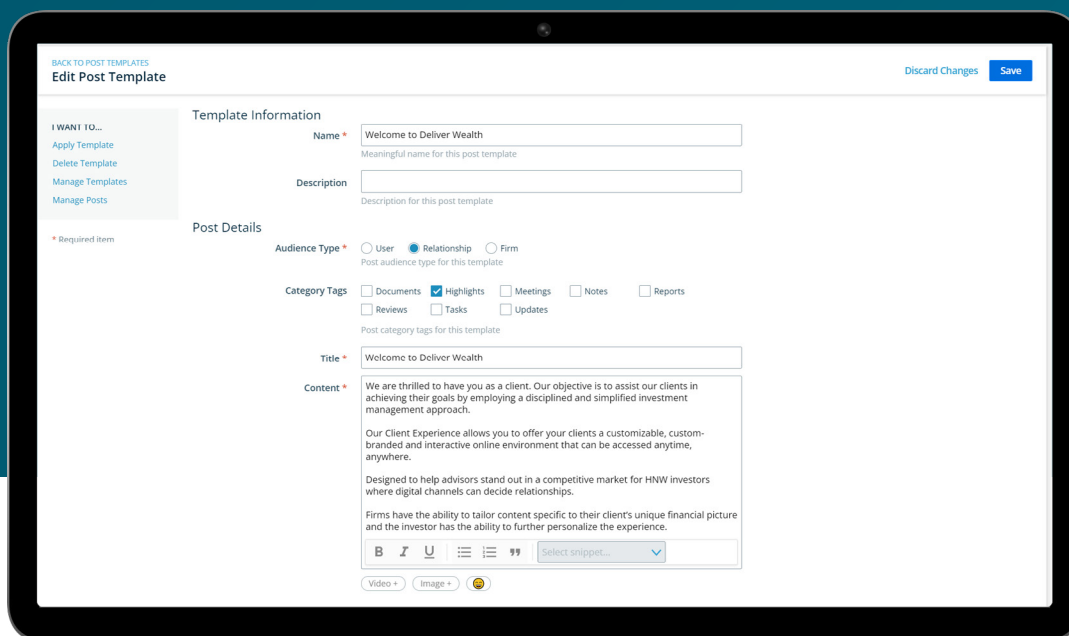 BACK TO POST TEMPLATES
Edit Post Template
Discard Changes
Save
I WANT TO...
Apply Template
Delete Template
Manage Templates
Manage Posts
* Required item
Template Information
Name *
Welcome to Deliver Wealth
Meaningful name for this post template
Description
Description for this post template
Post Details
Audience Type *
User
Relationship
Firm
Post audience type for this template
Category Tags
Documents
Highlights
Meetings
Notes
Reports
Reviews
Tasks
Updates
Post category tags for this template
Title *
Welcome to Deliver Wealth
Content *
We are thrilled to have you as a client. Our objective is to assist our clients in
achieving their goals by employing a disciplined and simplified investment
management approach.
Our Client Experience allows you to offer your clients a customizable, custom-
branded and interactive online environment that can be accessed anytime,
anywhere.
Designed to help advisors stand out in a competitive market for HNW investors
where digital channels can decide relationships.
Firms have the ability to tailor content specific to their client's unique financial picture
and the investor has the ability to further personalize the experience.
B I U
Select snippet...
Video +
Image +